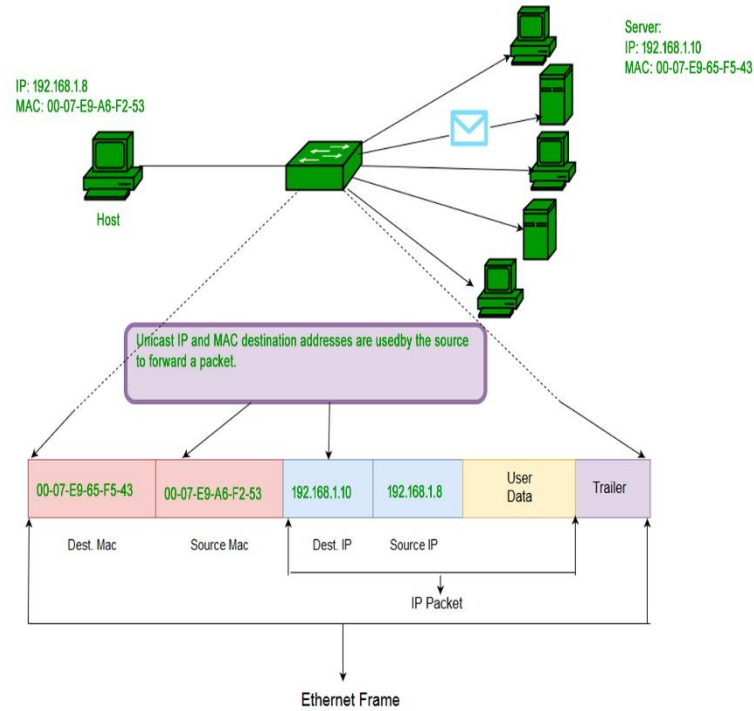 Server:
IP: 192.168.1.10
MAC: 00-07-E9-65-F5-43
IP: 192.168.1.8
MAC: 00-07-E9-A6-F2-53
Host
Unicast IP and MAC destination addresses are usedby the source
to forward a packet.
00-07-E9-65-F5-43
00-07-E9-A6-F2-53
192.168.1.10
192.168.1.8
User
Data
Trailer
Dest. Mac
Source Mac
Dest. IP
Source IP
IP Packet
Ethernet Frame